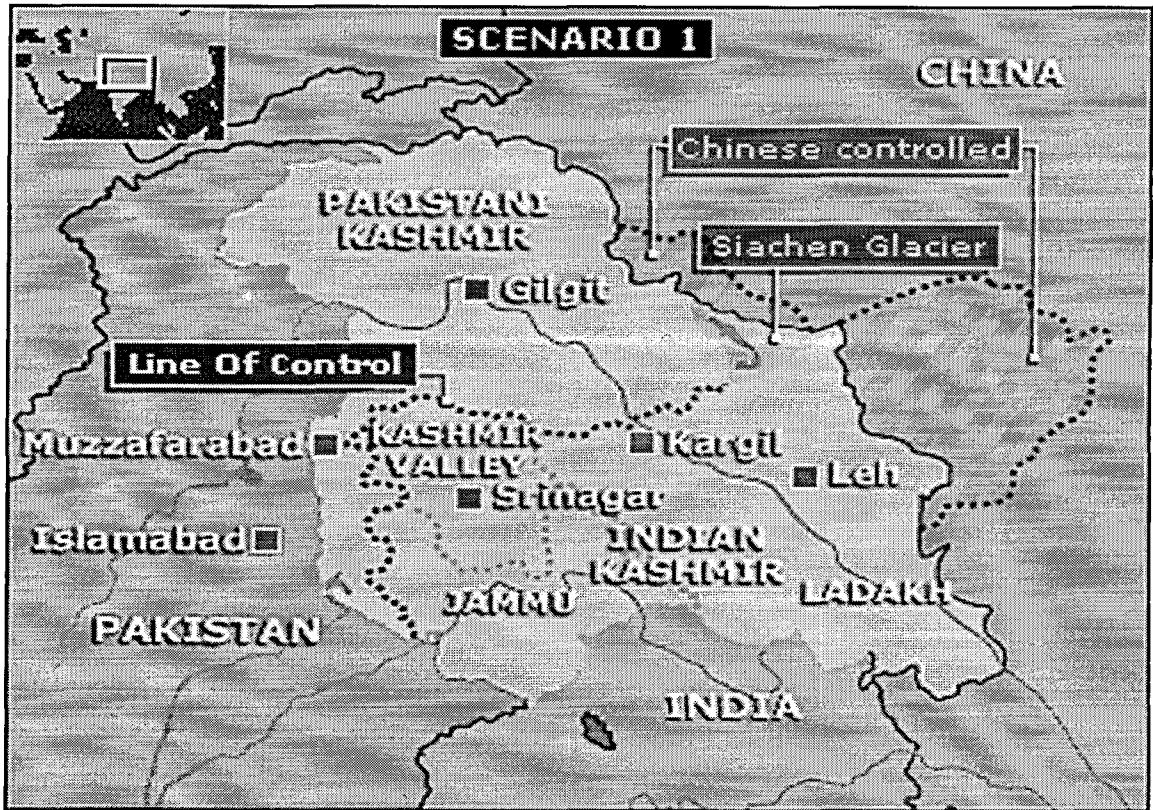 SCENARIO 1
CHINA
Chinese controlled
PAKISTANI
KASHMIR
Siachen Glacier
Gilgit
Line Of Control
Muzzafarabad
KASHMIR
VALLEY
Kargil
Leh
Srinagar
Islamabad
INDIAN
KASHMIR
JAMMU
LADAKH
PAKISTAN
INDIA